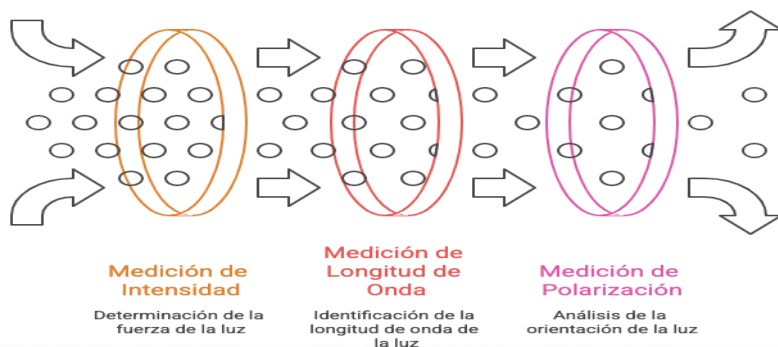 Medición de
Intensidad
Determinación de la
fuerza de la luz
Medición de
Longitud de
Onda
Identificación de la
longitud de onda de
la luz
Medición de
Polarización
Análisis de la
orientación de la luz